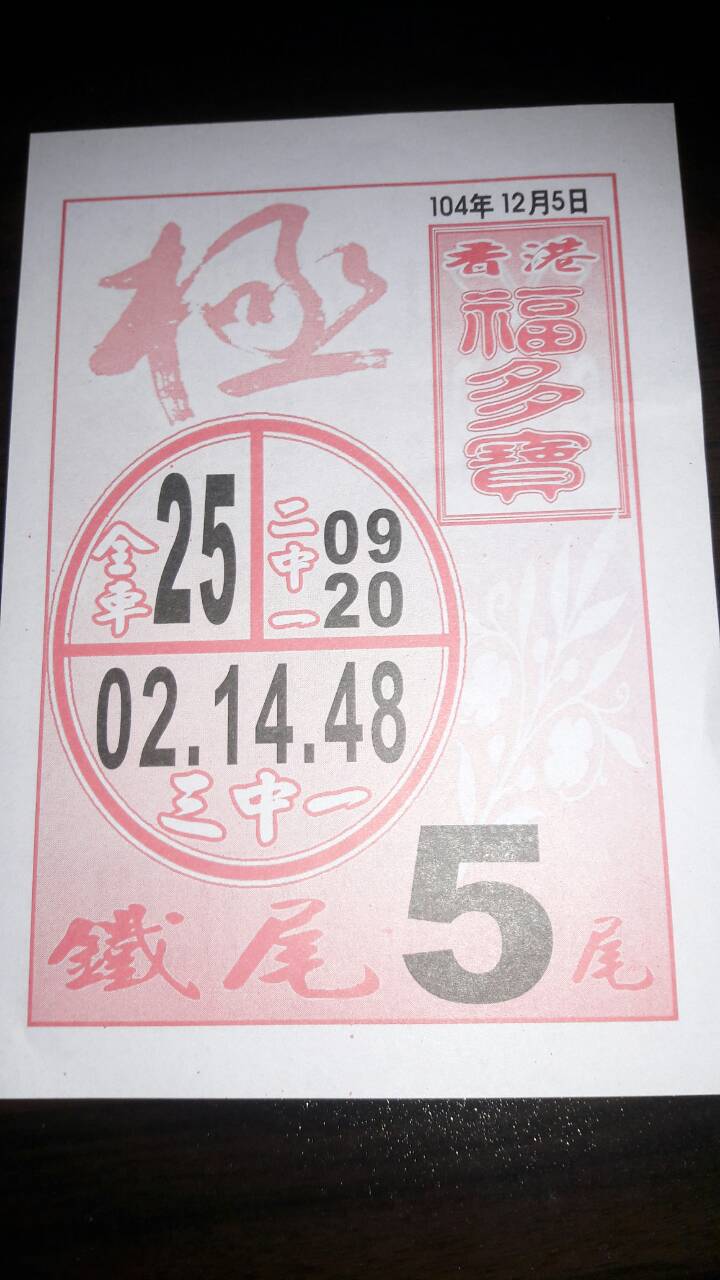 104年 12月5日
極
香港
福多寶
全車 25
二中一 09 20
02.14.48
三中一
鐵尾 5 尾